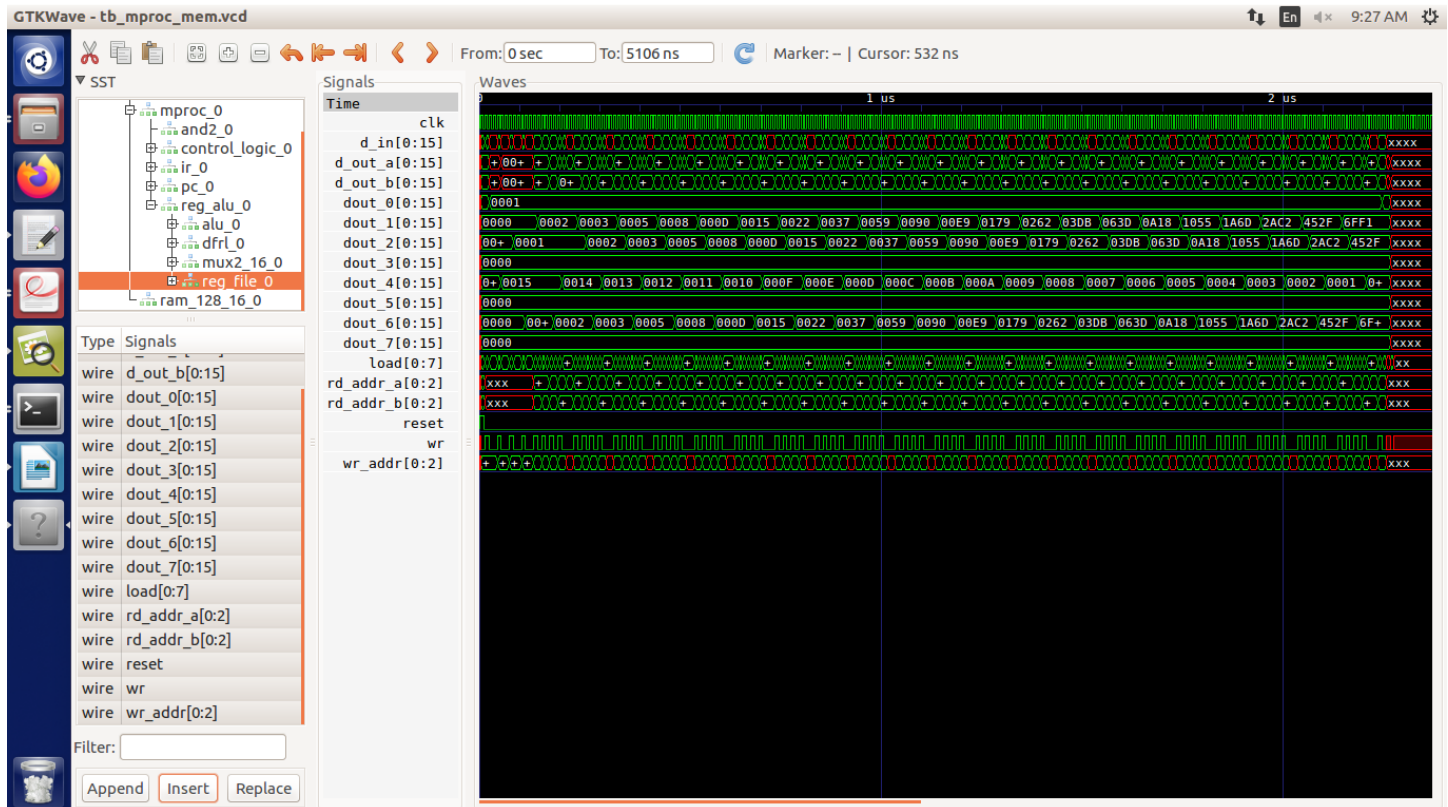 GTKWave - tb_mproc_mem.vcd En 9:27 AM
From: 0 sec To: 5106 ns Marker: -- | Cursor: 532 ns
SST
mproc_0
and2_0
control_logic_0
ir_0
pc_0
reg_alu_0
alu_0
dfrl_0
mux2_16_0
reg_file_0
ram_128_16_0
Type Signals
wire d_out_b[0:15]
wire dout_0[0:15]
wire dout_1[0:15]
wire dout_2[0:15]
wire dout_3[0:15]
wire dout_4[0:15]
wire dout_5[0:15]
wire dout_6[0:15]
wire dout_7[0:15]
wire load[0:7]
wire rd_addr_a[0:2]
wire rd_addr_b[0:2]
wire reset
wire wr
wire wr_addr[0:2]
Filter:
Append Insert Replace
Signals
Time
clk
d_in[0:15]
d_out_a[0:15]
d_out_b[0:15]
dout_0[0:15]
dout_1[0:15]
dout_2[0:15]
dout_3[0:15]
dout_4[0:15]
dout_5[0:15]
dout_6[0:15]
dout_7[0:15]
load[0:7]
rd_addr_a[0:2]
rd_addr_b[0:2]
reset
wr
wr_addr[0:2]
Waves
0 1 us 2 us
xxxx
+ 00+ + + + + + + + + + + + + + + + + + + + + + + xxxx
+ 00+ + 0+ + + + + + + + + + + + + + + + + + + + + xxxx
0001 xxxx
0000 0002 0003 0005 0008 000D 0015 0022 0037 0059 0090 00E9 0179 0262 03DB 063D 0A18 1055 1A6D 2AC2 452F 6FF1 xxxx
00+ 0001 0002 0003 0005 0008 000D 0015 0022 0037 0059 0090 00E9 0179 0262 03DB 063D 0A18 1055 1A6D 2AC2 452F xxxx
0000 xxxx
0+ 0015 0014 0013 0012 0011 0010 000F 000E 000D 000C 000B 000A 0009 0008 0007 0006 0005 0004 0003 0002 0001 0+ xxxx
0000 xxxx
0000 00+ 0002 0003 0005 0008 000D 0015 0022 0037 0059 0090 00E9 0179 0262 03DB 063D 0A18 1055 1A6D 2AC2 452F 6F+ xxxx
0000 xxxx
+ + + + + + + + + + + + + + + + + + + + + xx
xxx + + + + + + + + + + + + + + + + + + + + + + xxx
xxx + + + + + + + + + + + + + + + + + + + + + xxx
+ + + + xxx